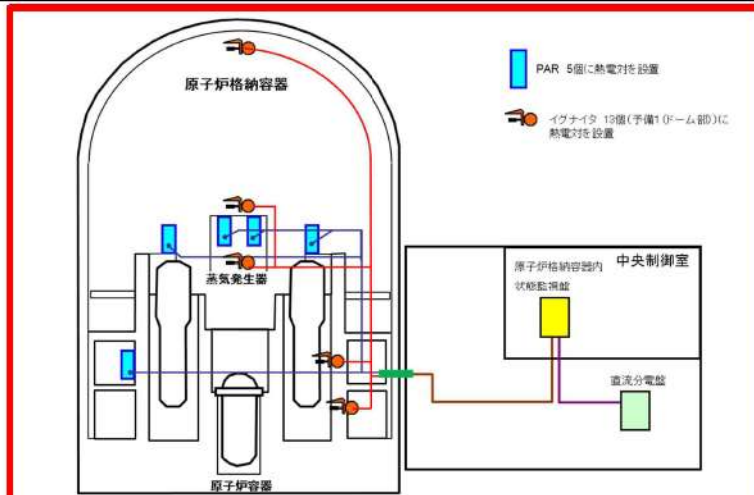 原子炉格納容器
PAR 5個に熱電対を設置
イグナイタ 13個(予備1(ドーム部))に
熱電対を設置
蒸気発生器
原子炉容器
中央制御室
原子炉格納容器内
状態監視盤
直流分電盤